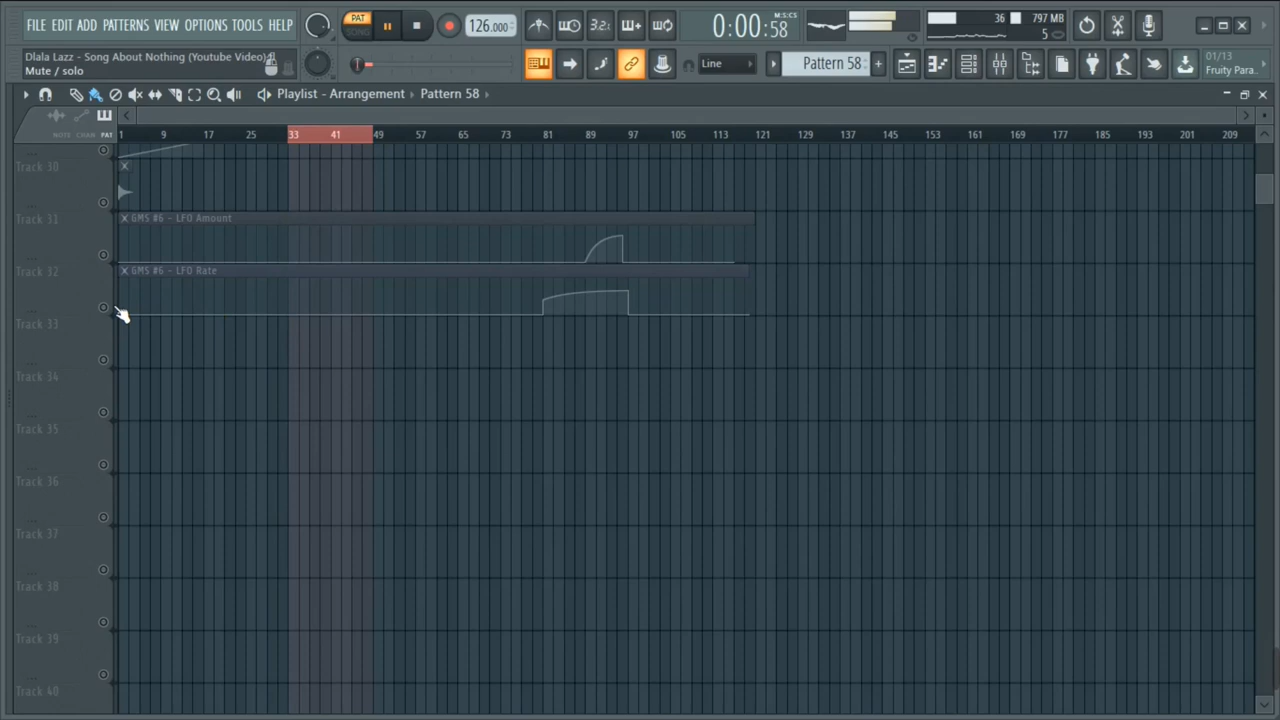 FILE EDIT ADD PATTERNS VIEW OPTIONS TOOLS HELP
PAT
SONG
126.000
3.2
0:00:58
M:S:CS
36
797 MB
5
Dlala Lazz - Song About Nothing (Youtube Video)
Mute / solo
Line
Pattern 58
01/13
Fruity Para..
Playlist - Arrangement
Pattern 58
NOTE CHAN PAT
1 9 17 25 33 41 49 57 65 73 81 89 97 105 113 121 129 137 145 153 161 169 177 185 193 201 209
Track 30
Track 31
GMS #6 - LFO Amount
Track 32
GMS #6 - LFO Rate
Track 33
Track 34
Track 35
Track 36
Track 37
Track 38
Track 39
Track 40